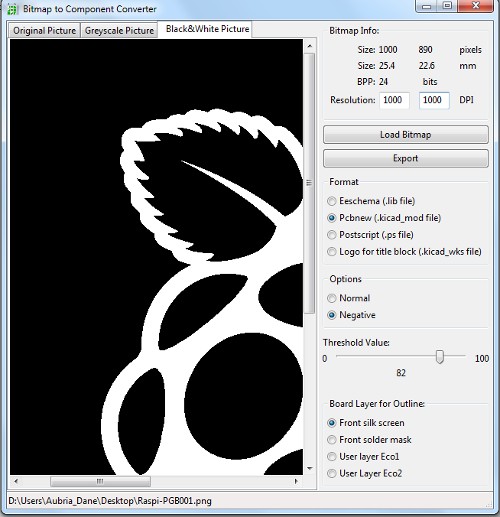 Bitmap to Component Converter
Original Picture Greyscale Picture Black&White Picture
Bitmap Info:
Size: 1000 890 pixels
Size: 25.4 22.6 mm
BPP: 24 bits
Resolution: 1000 1000 DPI
Load Bitmap
Export
Format
Eeschema (.lib file)
Pcbnew (.kicad_mod file)
Postscript (.ps file)
Logo for title block (.kicad_wks file)
Options
Normal
Negative
Threshold Value:
0 100
82
Board Layer for Outline:
Front silk screen
Front solder mask
User layer Eco1
User Layer Eco2
D:\Users\Aubria_Dane\Desktop\Raspi-PGB001.png